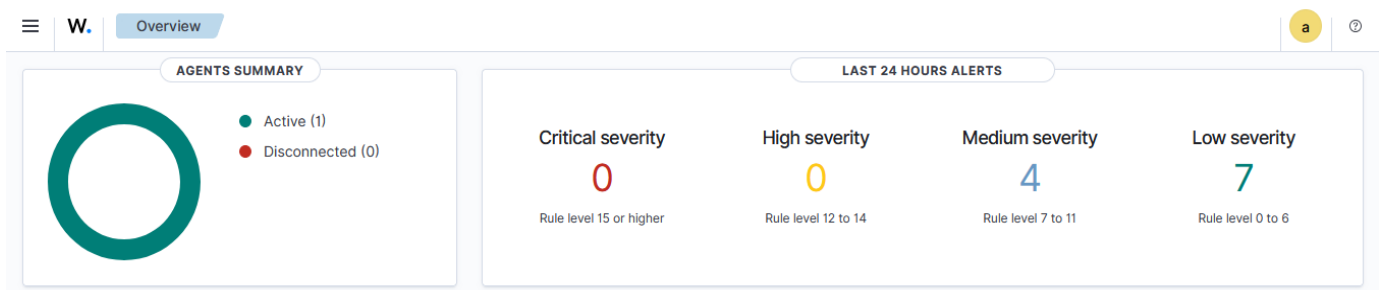 W. Overview a
AGENTS SUMMARY
Active (1)
Disconnected (0)
LAST 24 HOURS ALERTS
Critical severity High severity Medium severity Low severity
0 0 4 7
Rule level 15 or higher Rule level 12 to 14 Rule level 7 to 11 Rule level 0 to 6